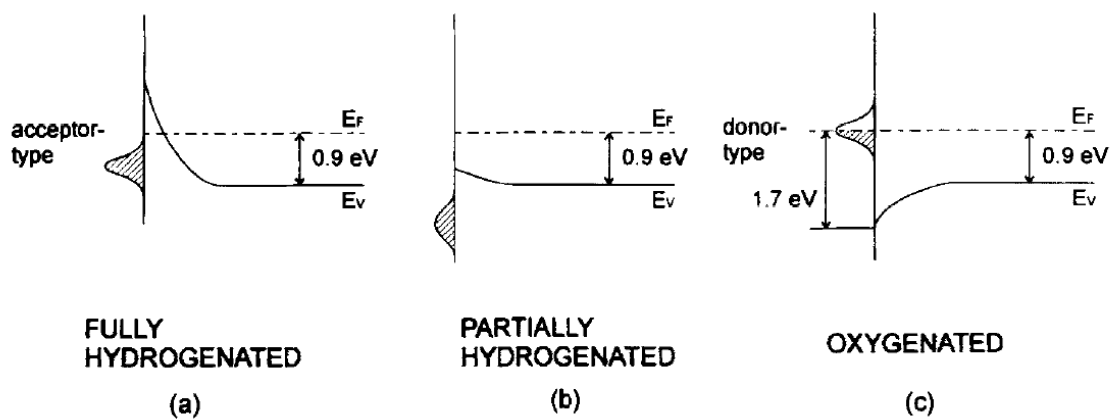 acceptor-
type
EF
0.9 eV
EV
FULLY
HYDROGENATED
(a)
EF
0.9 eV
EV
PARTIALLY
HYDROGENATED
(b)
donor-
type
1.7 eV
EF
0.9 eV
EV
OXYGENATED
(c)